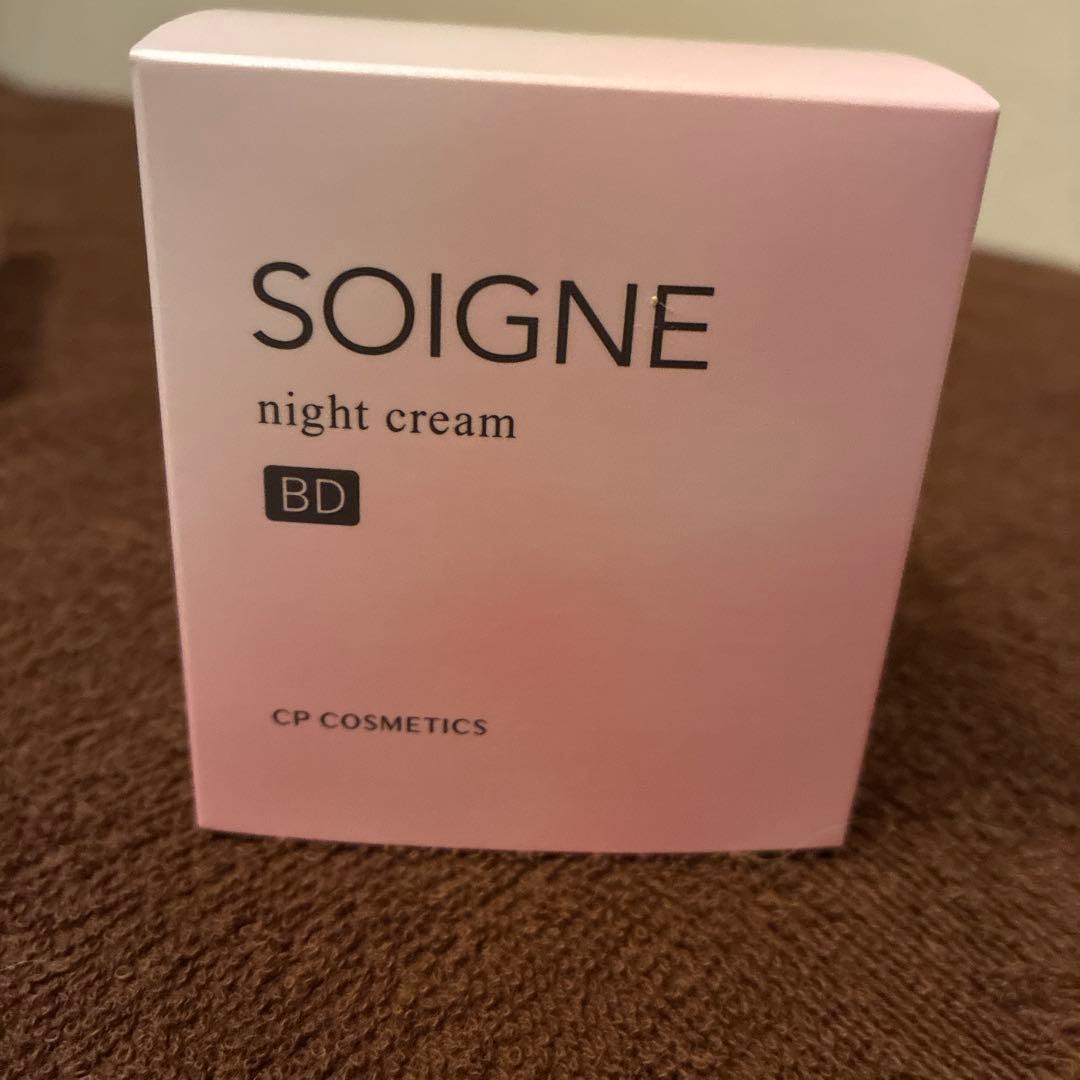 SOIGNE
night cream
BD
CP COSMETICS